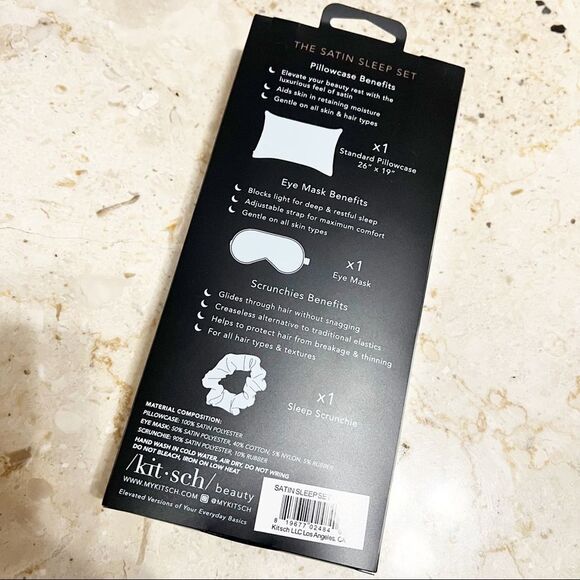 THE SATIN SLEEP SET
Pillowcase Benefits
Elevate your beauty rest with the
luxurious feel of satin
Aids skin in retaining moisture
Gentle on all skin & hair types
x1
Standard Pillowcase
26" x 19"
Eye Mask Benefits
Blocks light for deep & restful sleep
Adjustable strap for maximum comfort
Gentle on all skin types
x1
Eye Mask
Scrunchies Benefits
Glides through hair without snagging
Creaseless alternative to traditional elastics
Helps to protect hair from breakage & thinning
For all hair types & textures
x1
Sleep Scrunchie
MATERIAL COMPOSITION:
PILLOWCASE: 100% SATIN POLYESTER
EYE MASK: 50% SATIN POLYESTER, 40% COTTON, 5% NYLON, 5% RUBBER
SCRUNCHIE: 90% SATIN POLYESTER, 10% RUBBER
HAND WASH IN COLD WATER, AIR DRY. DO NOT WRING
DO NOT BLEACH, IRON ON LOW HEAT
/kit•sch/ beauty
WWW.MYKITSCH.COM @MYKITSCH
Elevated Versions of Your Everyday Basics
SATIN SLEEP SET
8 19677 02484
Kitsch LLC Los Angeles, CA